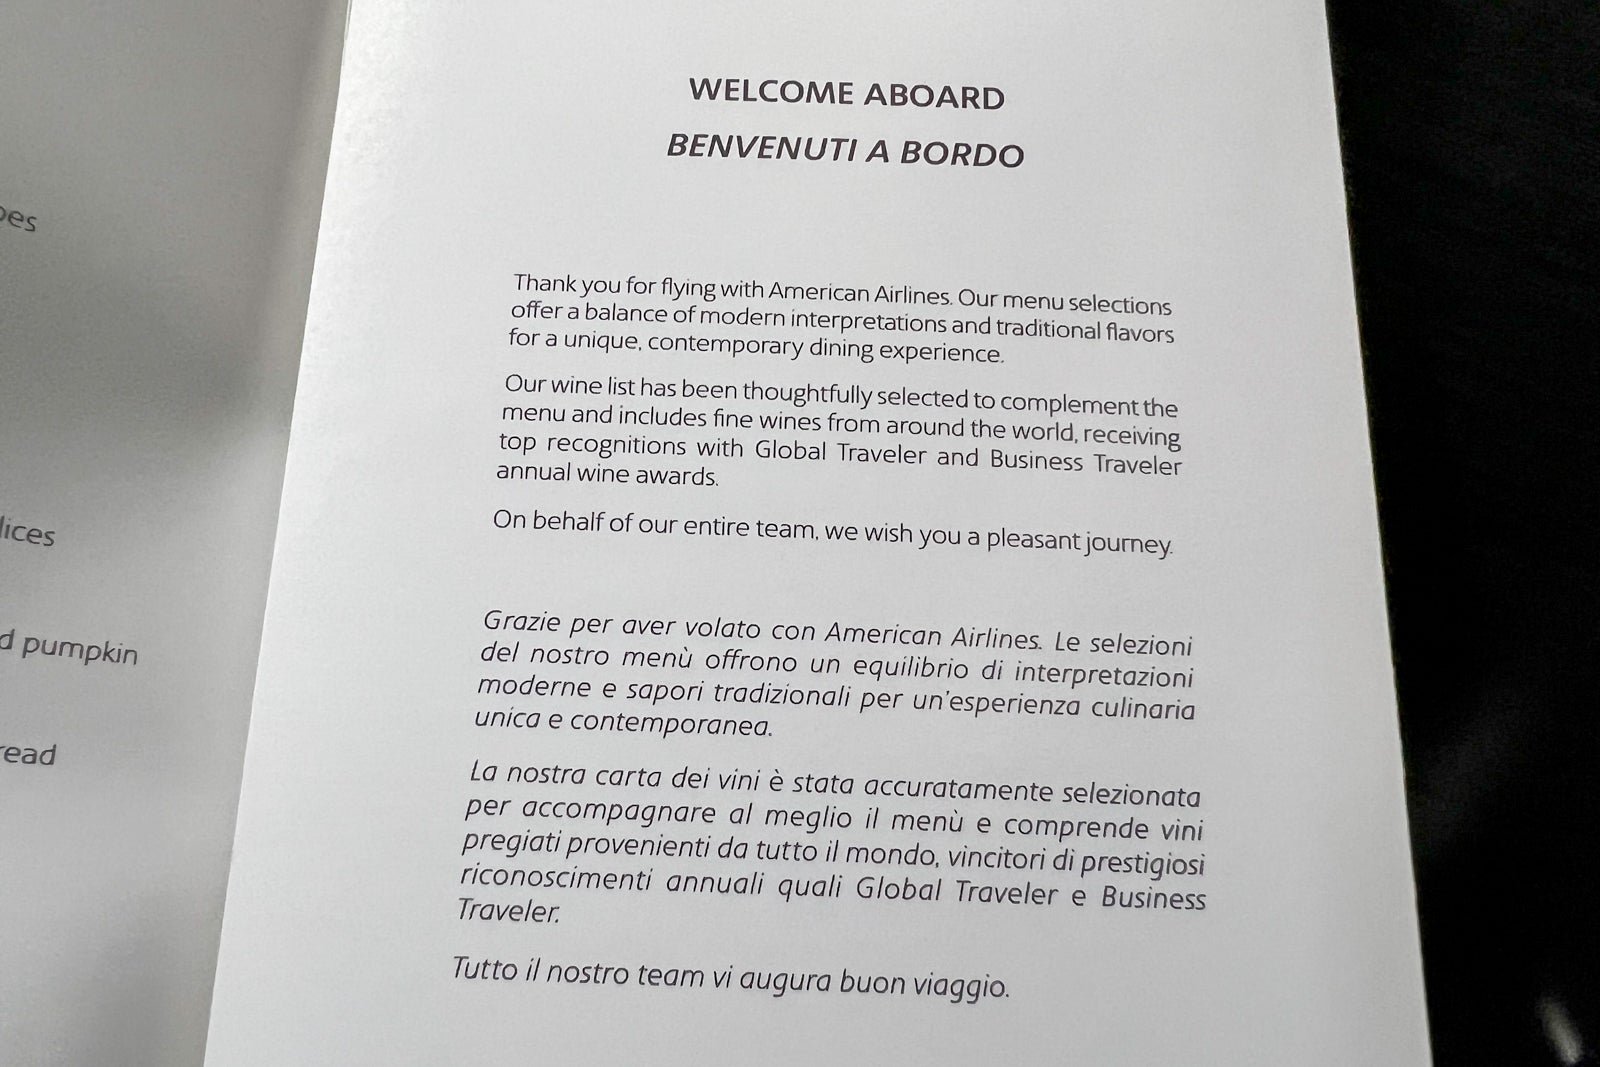 WELCOME ABOARD
BENVENUTI A BORDO
Thank you for flying with American Airlines. Our menu selections
offer a balance of modern interpretations and traditional flavors
for a unique, contemporary dining experience.
Our wine list has been thoughtfully selected to complement the
menu and includes fine wines from around the world, receiving
top recognitions with Global Traveler and Business Traveler
annual wine awards.
On behalf of our entire team, we wish you a pleasant journey.
Grazie per aver volato con American Airlines. Le selezioni
del nostro menù offrono un equilibrio di interpretazioni
moderne e sapori tradizionali per un'esperienza culinaria
unica e contemporanea.
La nostra carta dei vini è stata accuratamente selezionata
per accompagnare al meglio il menù e comprende vini
pregiati provenienti da tutto il mondo, vincitori di prestigiosi
riconoscimenti annuali quali Global Traveler e Business
Traveler.
Tutto il nostro team vi augura buon viaggio.
pumpkin